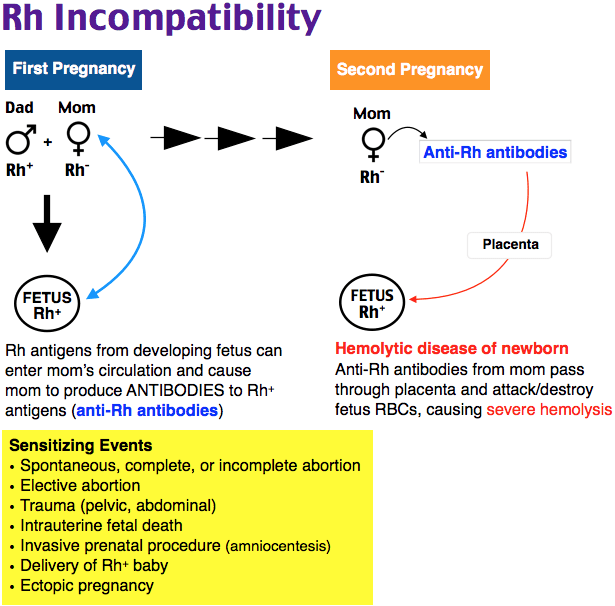 Rh Incompatibility
First Pregnancy
Dad Mom
+
Rh⁺ Rh⁻
FETUS
Rh⁺
Rh antigens from developing fetus can
enter mom's circulation and cause
mom to produce ANTIBODIES to Rh⁺
antigens (anti-Rh antibodies)
Second Pregnancy
Mom
Rh⁻
Anti-Rh antibodies
Placenta
FETUS
Rh⁺
Hemolytic disease of newborn
Anti-Rh antibodies from mom pass
through placenta and attack/destroy
fetus RBCs, causing severe hemolysis
Sensitizing Events
• Spontaneous, complete, or incomplete abortion
• Elective abortion
• Trauma (pelvic, abdominal)
• Intrauterine fetal death
• Invasive prenatal procedure (amniocentesis)
• Delivery of Rh⁺ baby
• Ectopic pregnancy